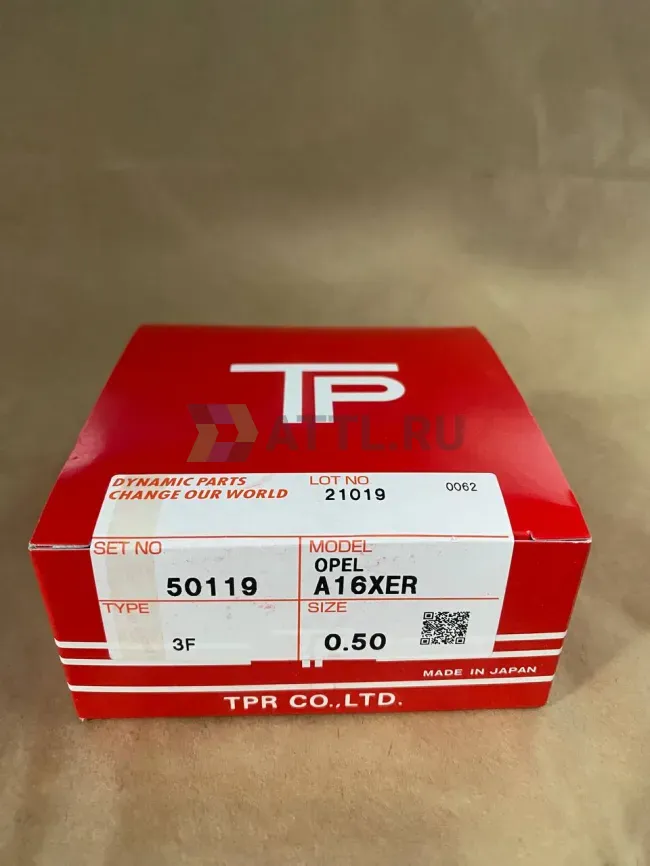 TP
ATTL.RU
DYNAMIC PARTS
CHANGE OUR WORLD
LOT NO
21019
0062
SET NO
50119
MODEL
OPEL
A16XER
TYPE
3F
SIZE
0.50
MADE IN JAPAN
TPR CO.,LTD.